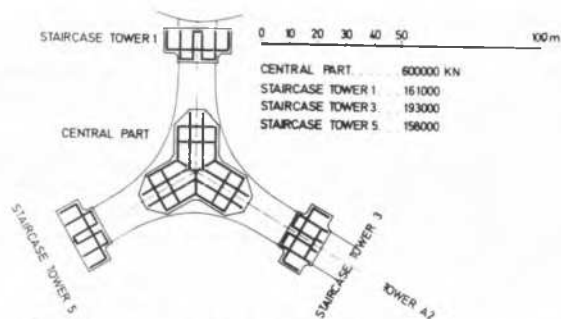 STAIRCASE TOWER 1
0 10 20 30 40 50 100 m
CENTRAL PART...... 600000 KN
STAIRCASE TOWER 1.. 161000
STAIRCASE TOWER 3.. 193000
STAIRCASE TOWER 5.. 158000
CENTRAL PART
STAIRCASE TOWER 5
STAIRCASE TOWER 3
TOWER A2